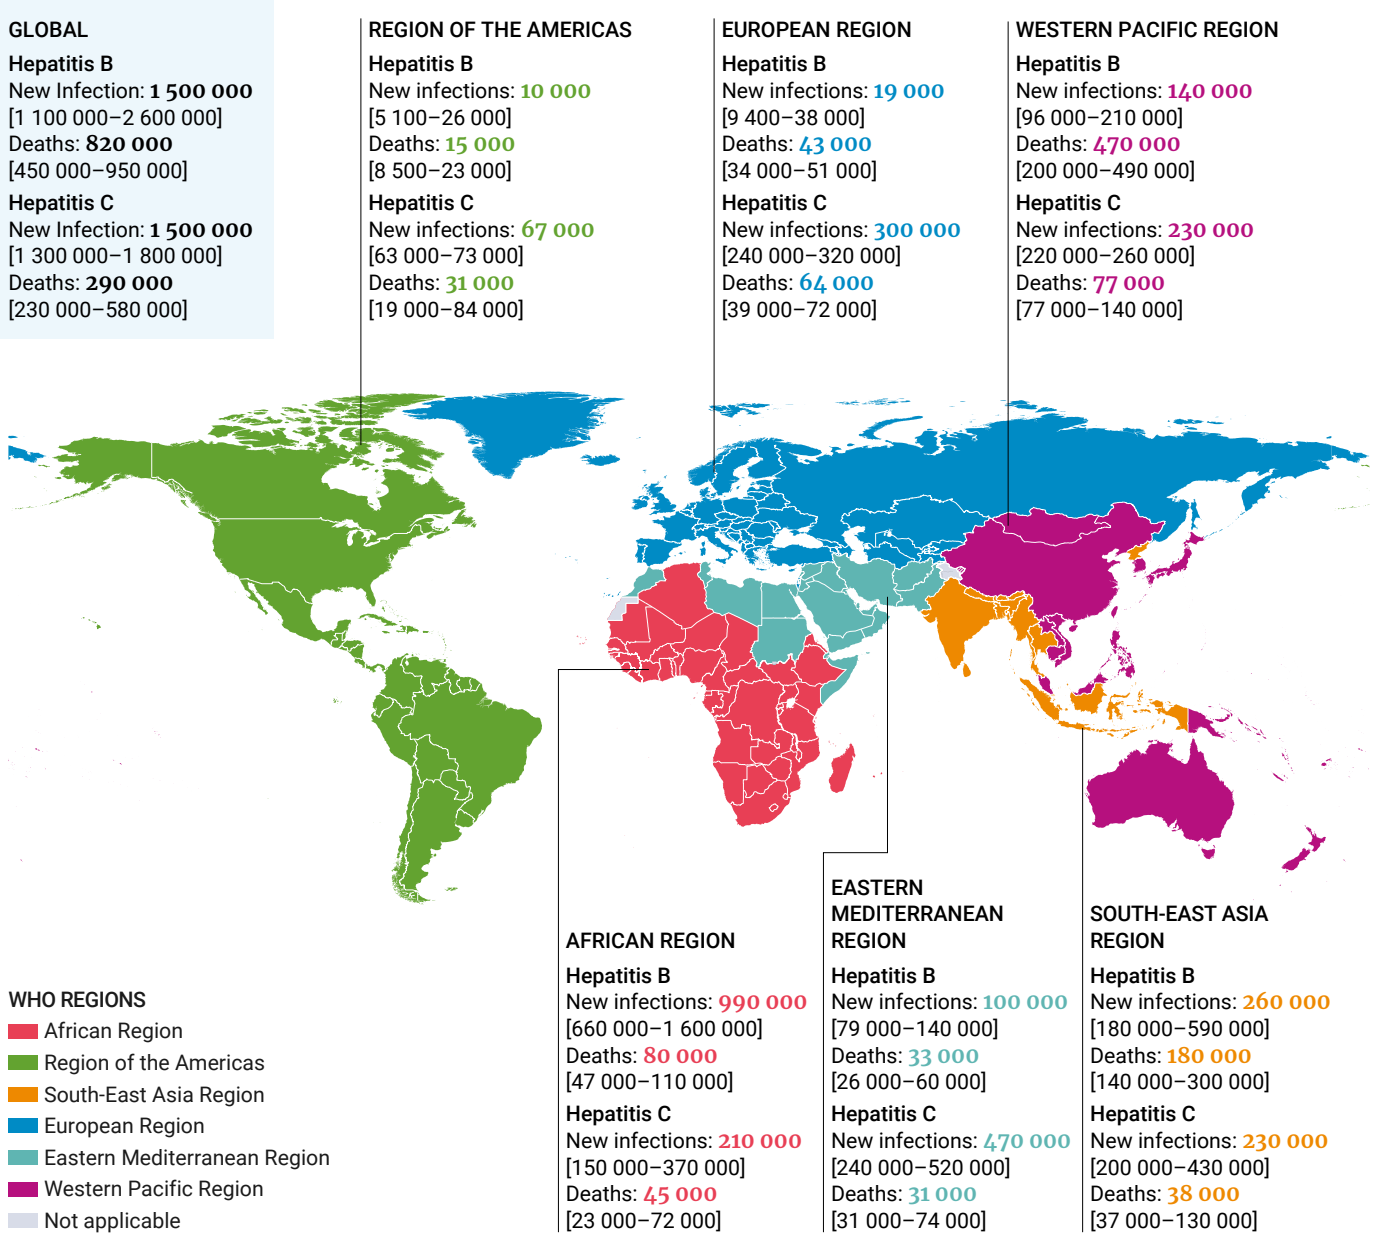 GLOBAL
Hepatitis B
New Infection: 1 500 000
[1 100 000–2 600 000]
Deaths: 820 000
[450 000–950 000]
Hepatitis C
New Infection: 1 500 000
[1 300 000–1 800 000]
Deaths: 290 000
[230 000–580 000]
REGION OF THE AMERICAS
Hepatitis B
New infections: 10 000
[5 100–26 000]
Deaths: 15 000
[8 500–23 000]
Hepatitis C
New infections: 67 000
[63 000–73 000]
Deaths: 31 000
[19 000–84 000]
EUROPEAN REGION
Hepatitis B
New infections: 19 000
[9 400–38 000]
Deaths: 43 000
[34 000–51 000]
Hepatitis C
New infections: 300 000
[240 000–320 000]
Deaths: 64 000
[39 000–72 000]
WESTERN PACIFIC REGION
Hepatitis B
New infections: 140 000
[96 000–210 000]
Deaths: 470 000
[200 000–490 000]
Hepatitis C
New infections: 230 000
[220 000–260 000]
Deaths: 77 000
[77 000–140 000]
WHO REGIONS
African Region
Region of the Americas
South-East Asia Region
European Region
Eastern Mediterranean Region
Western Pacific Region
Not applicable
AFRICAN REGION
Hepatitis B
New infections: 990 000
[660 000–1 600 000]
Deaths: 80 000
[47 000–110 000]
Hepatitis C
New infections: 210 000
[150 000–370 000]
Deaths: 45 000
[23 000–72 000]
EASTERN
MEDITERRANEAN
REGION
Hepatitis B
New infections: 100 000
[79 000–140 000]
Deaths: 33 000
[26 000–60 000]
Hepatitis C
New infections: 470 000
[240 000–520 000]
Deaths: 31 000
[31 000–74 000]
SOUTH-EAST ASIA
REGION
Hepatitis B
New infections: 260 000
[180 000–590 000]
Deaths: 180 000
[140 000–300 000]
Hepatitis C
New infections: 230 000
[200 000–430 000]
Deaths: 38 000
[37 000–130 000]